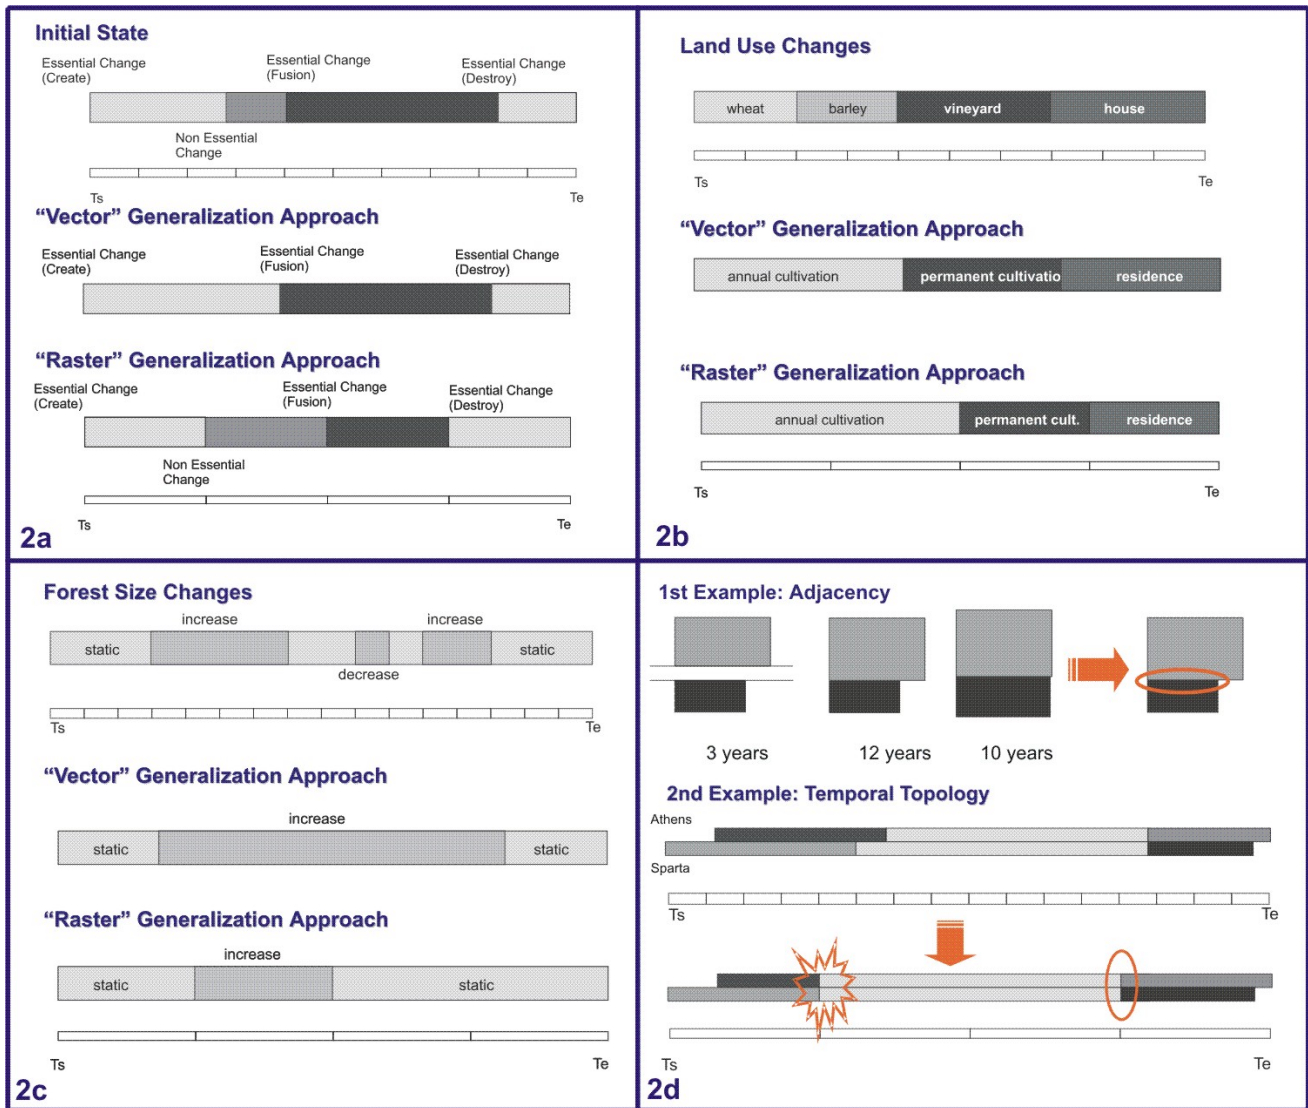 Initial State
Essential Change
(Create)
Essential Change
(Fusion)
Essential Change
(Destroy)
Non Essential
Change
Ts
Te
“Vector” Generalization Approach
Essential Change
(Create)
Essential Change
(Fusion)
Essential Change
(Destroy)
“Raster” Generalization Approach
Essential Change
(Create)
Essential Change
(Fusion)
Essential Change
(Destroy)
Non Essential
Change
Ts
Te
2a
Land Use Changes
wheat
barley
vineyard
house
Ts
Te
“Vector” Generalization Approach
annual cultivation
permanent cultivatio
residence
“Raster” Generalization Approach
annual cultivation
permanent cult.
residence
Ts
Te
2b
Forest Size Changes
increase
increase
static
static
decrease
Ts
Te
“Vector” Generalization Approach
increase
static
static
“Raster” Generalization Approach
increase
static
static
Ts
Te
2c
1st Example: Adjacency
3 years
12 years
10 years
2nd Example: Temporal Topology
Athens
Sparta
Ts
Te
Ts
Te
2d